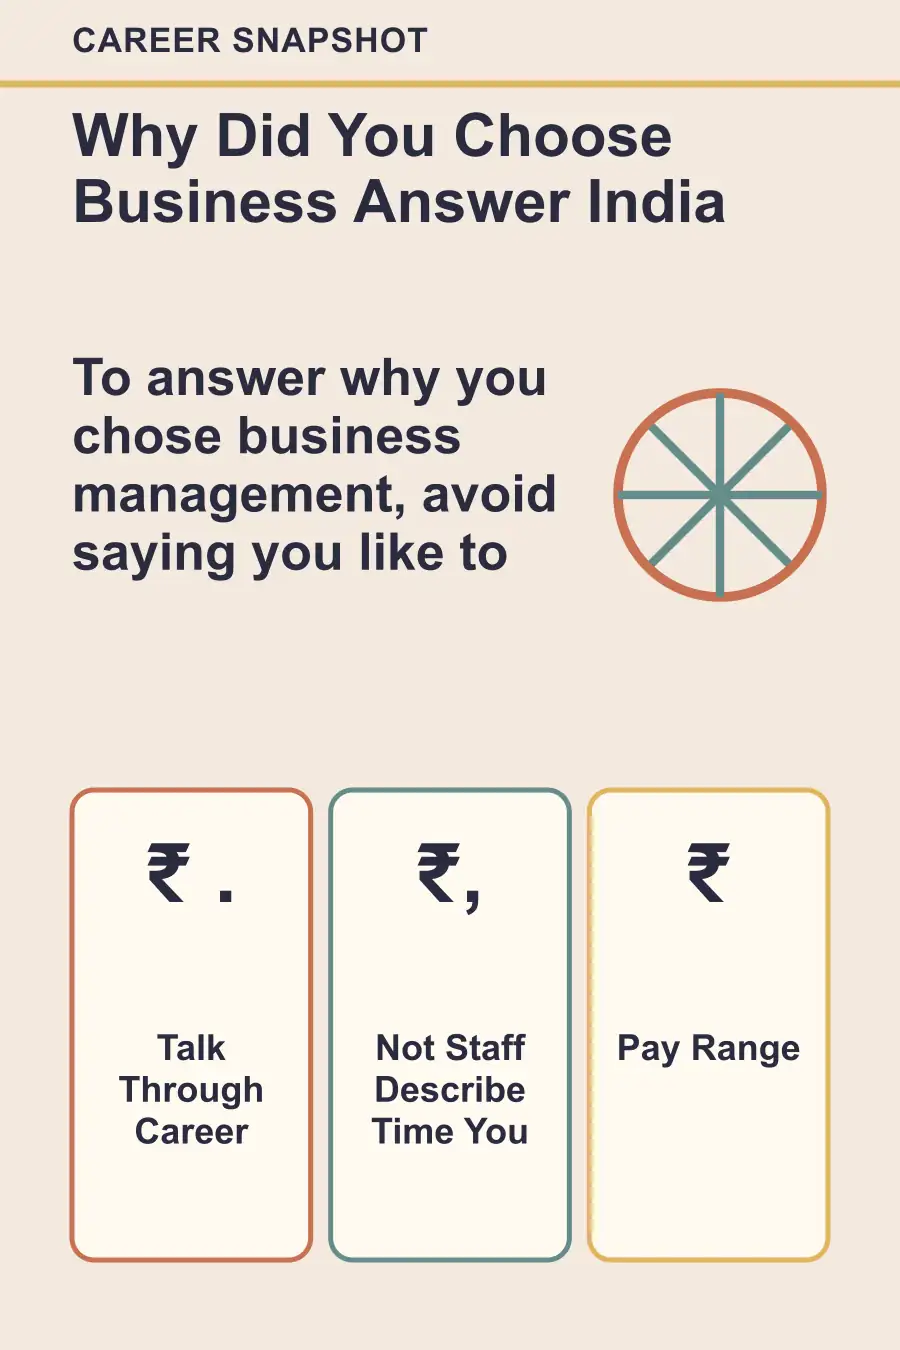 CAREER SNAPSHOT
Why Did You Choose
Business Answer India
To answer why you
chose business
management, avoid
saying you like to
₹ .
Talk
Through
Career
₹,
Not Staff
Describe
Time You
₹
Pay Range